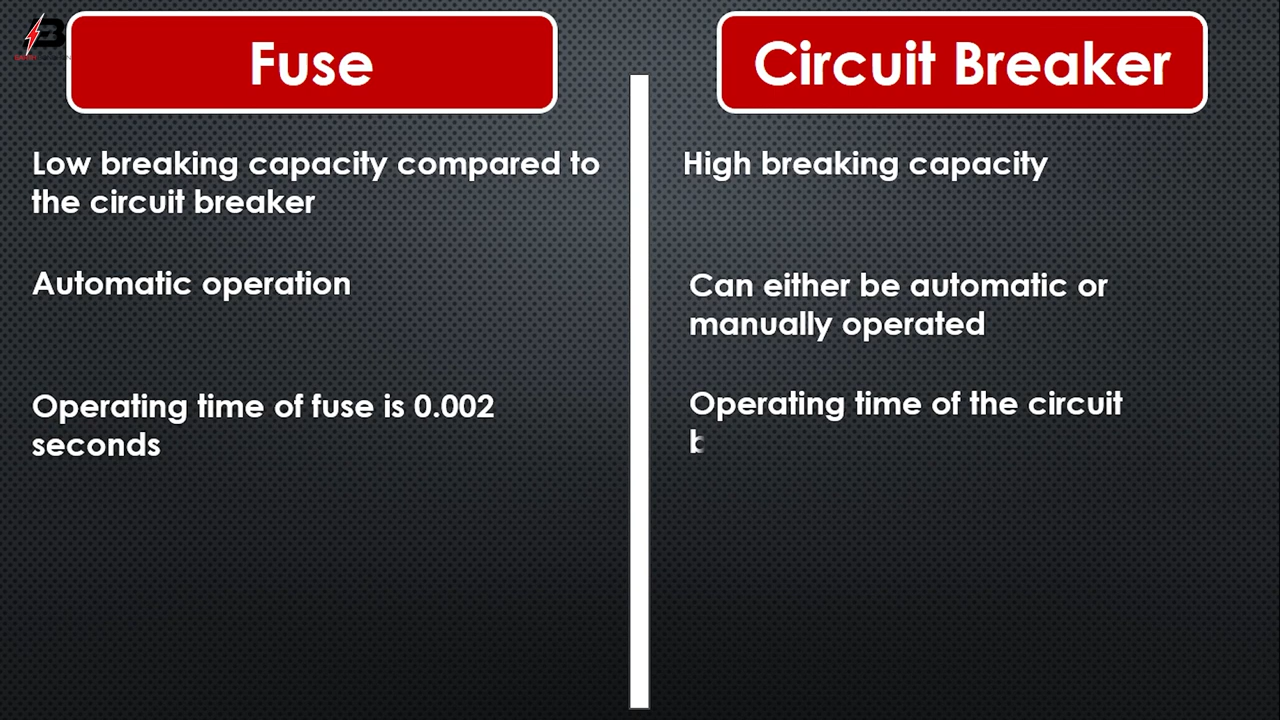 Fuse
Low breaking capacity compared to
the circuit breaker
Automatic operation
Operating time of fuse is 0.002
seconds
Circuit Breaker
High breaking capacity
Can either be automatic or
manually operated
Operating time of the circuit
b